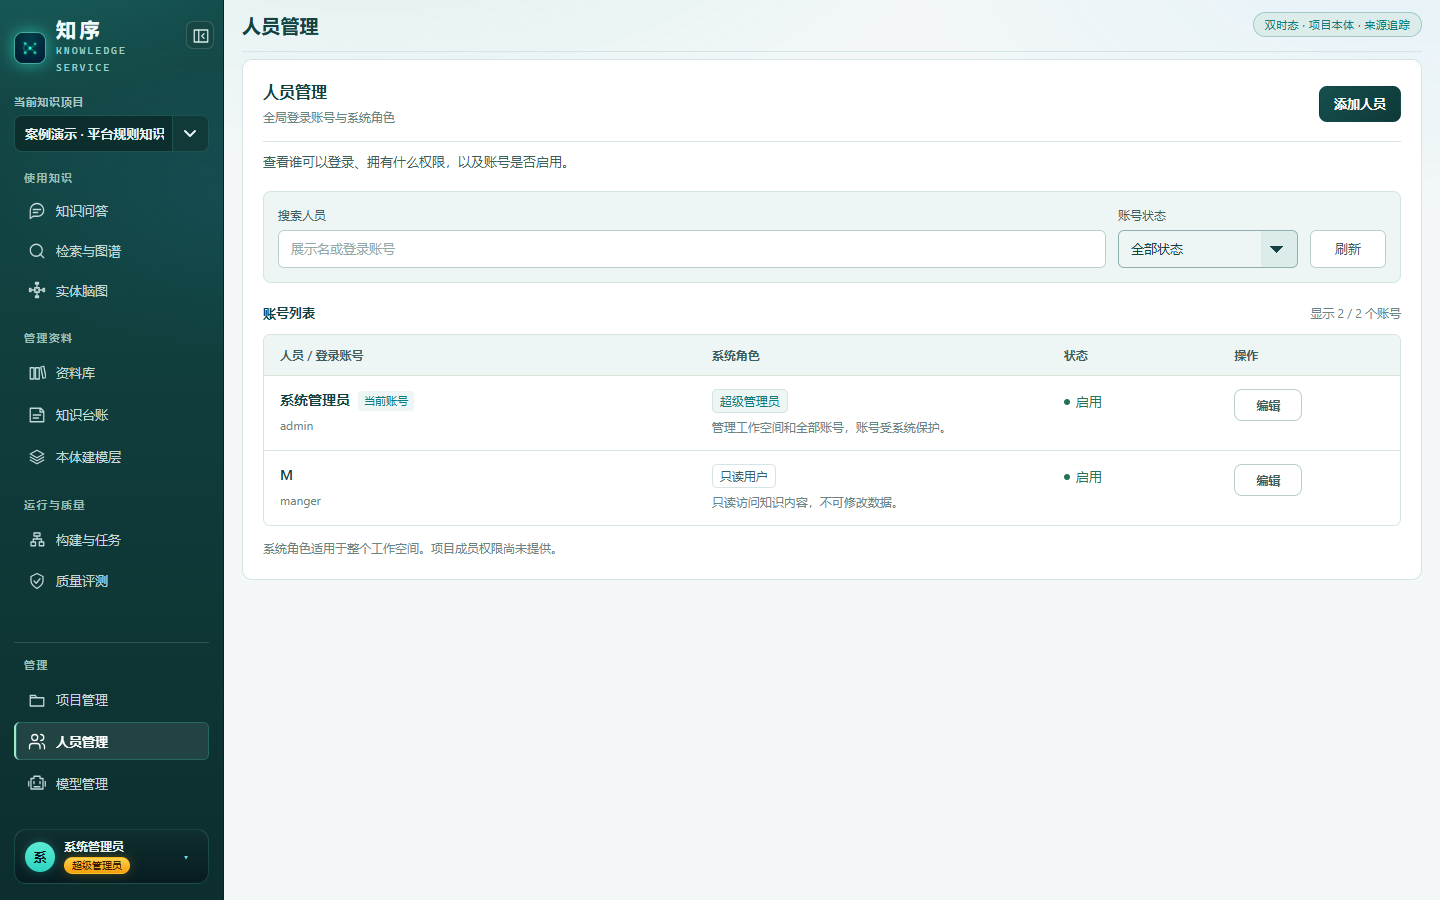 知序
KNOWLEDGE
SERVICE
当前知识项目
案例演示 · 平台规则知识
使用知识
知识问答
检索与图谱
实体脑图
管理资料
资料库
知识台账
本体建模层
运行与质量
构建与任务
质量评测
管理
项目管理
人员管理
模型管理
系
系统管理员
超级管理员
人员管理
双时态 · 项目本体 · 来源追踪
人员管理
全局登录账号与系统角色
添加人员
查看谁可以登录、拥有什么权限，以及账号是否启用。
搜索人员
账号状态
展示名或登录账号
全部状态
刷新
账号列表
显示 2 / 2 个账号
人员 / 登录账号
系统角色
状态
操作
系统管理员
当前账号
admin
超级管理员
管理工作空间和全部账号，账号受系统保护。
启用
编辑
M
manger
只读用户
只读访问知识内容，不可修改数据。
启用
编辑
系统角色适用于整个工作空间。项目成员权限尚未提供。